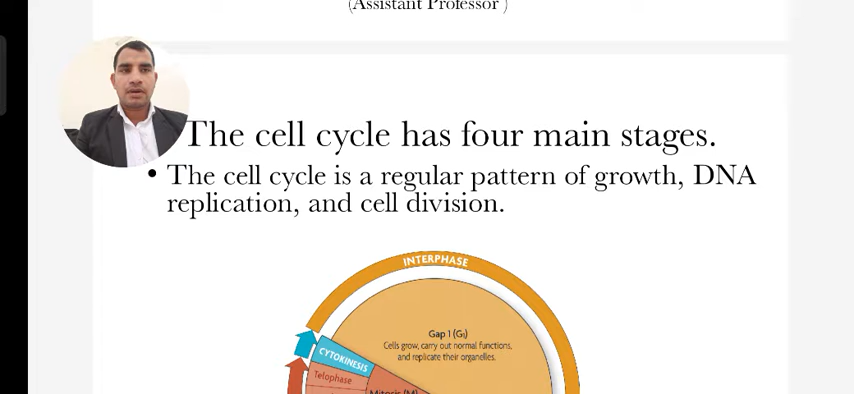 (Assistant Professor )
The cell cycle has four main stages.
• The cell cycle is a regular pattern of growth, DNA
replication, and cell division.
INTERPHASE
Gap 1 (G₁)
Cells grow, carry out normal functions,
and replicate their organelles.
CYTOKINESIS
Telophase
Mitosis (M)